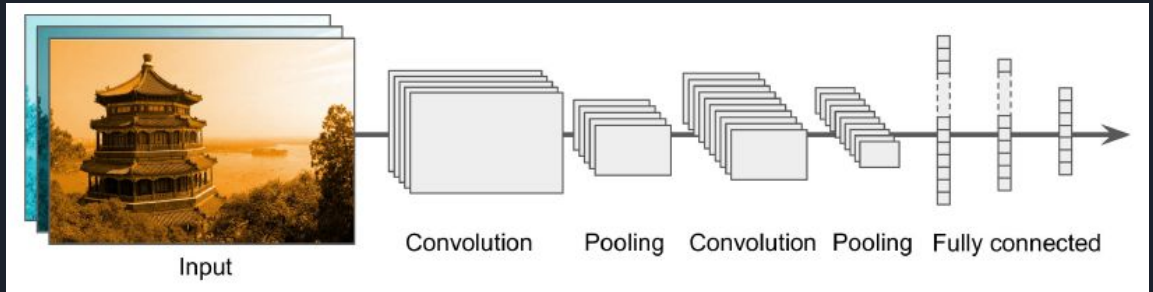 Input
Convolution
Pooling
Convolution
Pooling
Fully connected